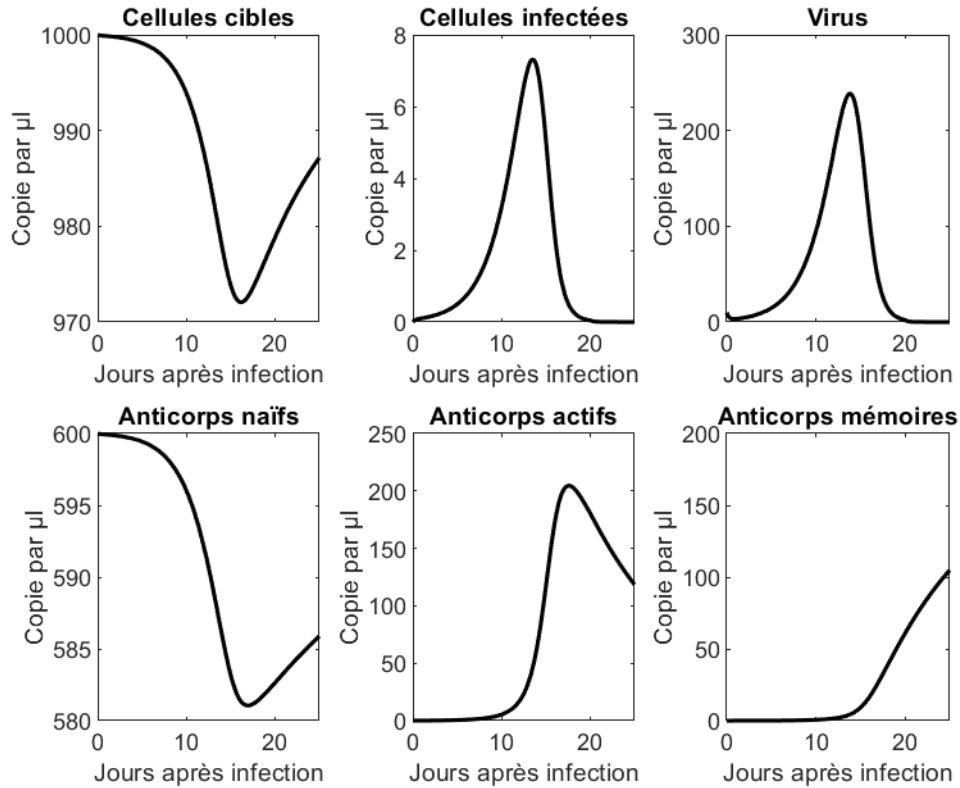 Cellules cibles
1000
990
980
970
0
10
20
Copie par µl
Jours après infection
Cellules infectées
8
6
4
2
0
0
10
20
Copie par µl
Jours après infection
Virus
300
200
100
0
0
10
20
Copie par µl
Jours après infection
Anticorps naïfs
600
595
590
585
580
0
10
20
Copie par µl
Jours après infection
Anticorps actifs
250
200
150
100
50
0
0
10
20
Copie par µl
Jours après infection
Anticorps mémoires
200
150
100
50
0
0
10
20
Copie par µl
Jours après infection